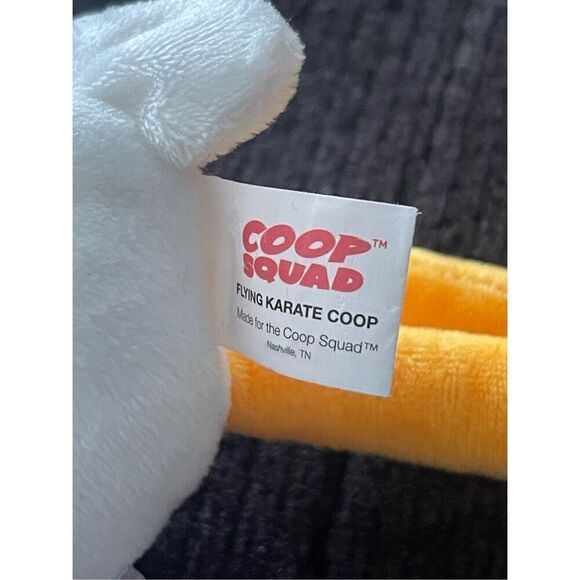 COOP™
SQUAD
FLYING KARATE COOP
Made for the Coop Squad™
Nashville, TN